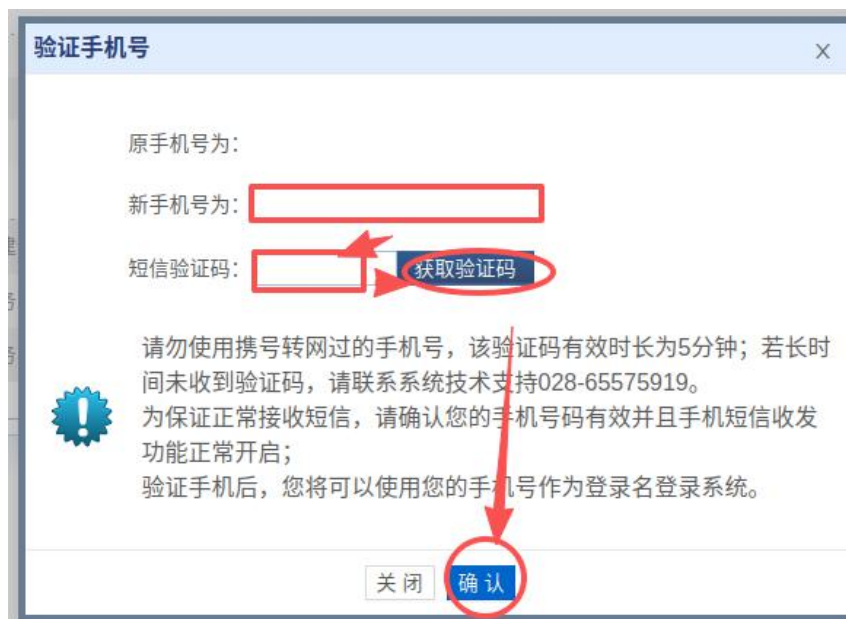 验证手机号
X
原手机号为：
新手机号为：
短信验证码： 获取验证码
请勿使用携号转网过的手机号，该验证码有效时长为5分钟；若长时
间未收到验证码，请联系系统技术支持028-65575919。
为保证正常接收短信，请确认您的手机号码有效并且手机短信收发
功能正常开启；
验证手机后，您将可以使用您的手机号作为登录名登录系统。
关 闭 确 认